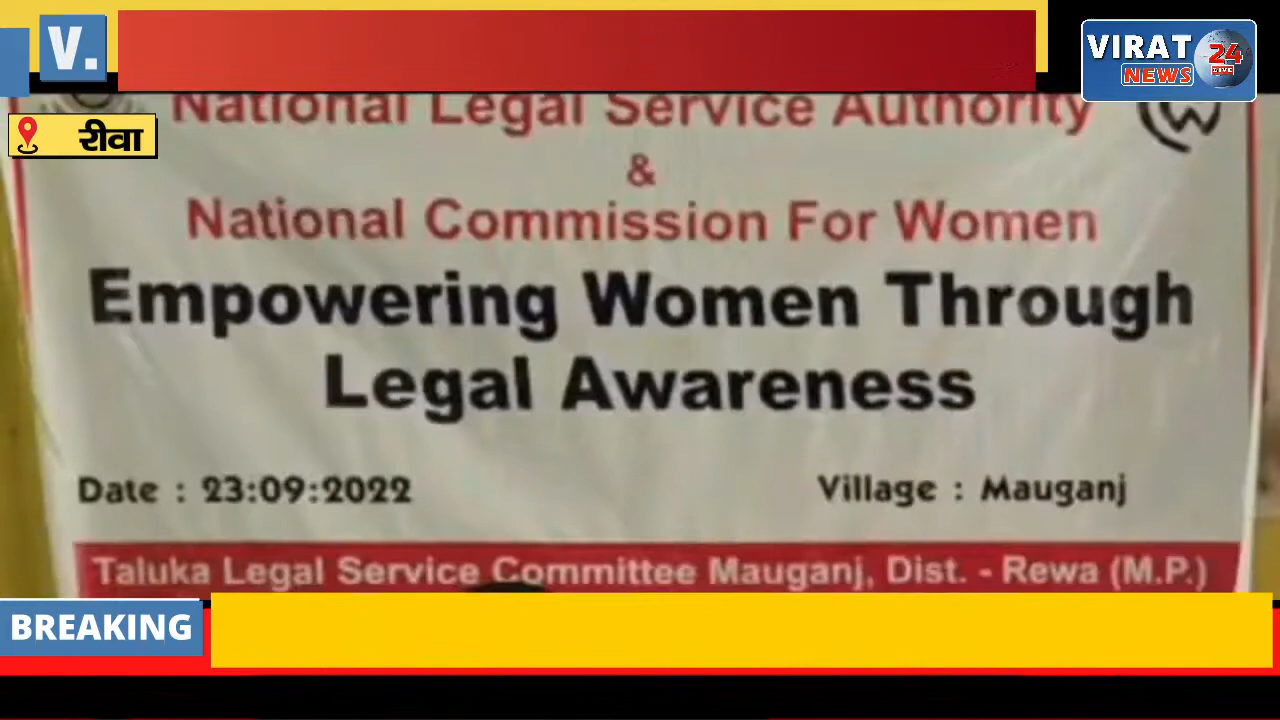 V.
VIRAT
24
NEWS
LIVE
National Legal Service Authority
रीवा
&
National Commission For Women
Empowering Women Through
Legal Awareness
Date : 23:09:2022
Village : Mauganj
Taluka Legal Service Committee Mauganj, Dist. - Rewa (M.P.)
BREAKING